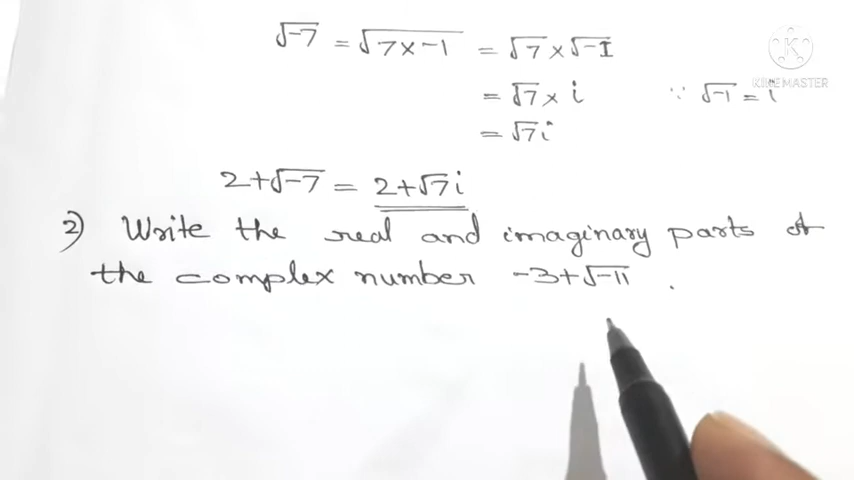 √-7 = √7×-1 = √7 × √-1
= √7 × i ∵ √-1 = i
= √7i
2+√-7 = 2+√7i
2) Write the real and imaginary parts of
the complex number -3+√-11 .
K
KINEMASTER